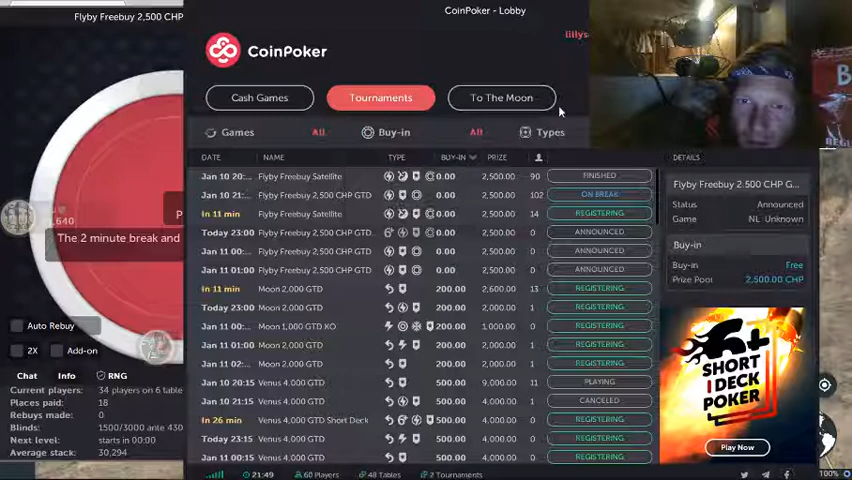 Flyby Freebuy 2,500 CHP
CoinPoker - Lobby
CoinPoker
lillys
Cash Games
Tournaments
To The Moon
Games All Buy-in All Types
DATE NAME TYPE BUY-IN PRIZE DETAILS
Jan 10 20:... Flyby Freebuy Satellite 0.00 2,500.00 90 FINISHED
Jan 10 21:... Flyby Freebuy 2,500 CHP GTD 0.00 2,500.00 102 ON BREAK
In 11 min Flyby Freebuy Satellite 0.00 2,500.00 14 REGISTERING
Today 23:00 Flyby Freebuy 2,500 CHP GTD 0.00 2,500.00 0 ANNOUNCED
Jan 11 00:... Flyby Freebuy 2,500 CHP GTD 0.00 2,500.00 0 ANNOUNCED
Jan 11 01:00 Flyby Freebuy 2,500 CHP GTD 0.00 2,500.00 0 ANNOUNCED
In 11 min Moon 2,000 GTD 200.00 2,600.00 13 REGISTERING
Today 23:00 Moon 2,000 GTD 200.00 2,000.00 1 REGISTERING
Jan 11 00:... Moon 1,000 GTD KO 200.00 1,000.00 0 REGISTERING
Jan 11 01:00 Moon 2,000 GTD 200.00 2,000.00 1 REGISTERING
Jan 11 02:... Moon 2,000 GTD 200.00 2,000.00 1 REGISTERING
Jan 10 20:15 Venus 4,000 GTD 500.00 9,000.00 11 PLAYING
Jan 10 21:15 Venus 4,000 GTD 500.00 4,000.00 1 CANCELED
In 26 min Venus 4,000 GTD Short Deck 500.00 4,000.00 0 REGISTERING
Today 23:15 Venus 4,000 GTD 500.00 4,000.00 0 REGISTERING
Jan 11 00:15 Venus 4,000 GTD 500.00 4,000.00 0 REGISTERING
Flyby Freebuy 2.500 CHP G...
Status Announced
Game NL Unknown
Buy-in
Buy-in Free
Prize Pool 2,500.00 CHP
SHORT
DECK
POKER
Play Now
The 2 minute break and
Auto Rebuy
2X Add-on
Chat Info RNG
Current players: 34 players on 6 table
Places paid: 18
Rebuys made: 0
Blinds: 1500/3000 ante 430
Next level: starts in 00:00
Average stack: 30,294
21:49 60 Players 48 Tables 2 Tournaments
100%